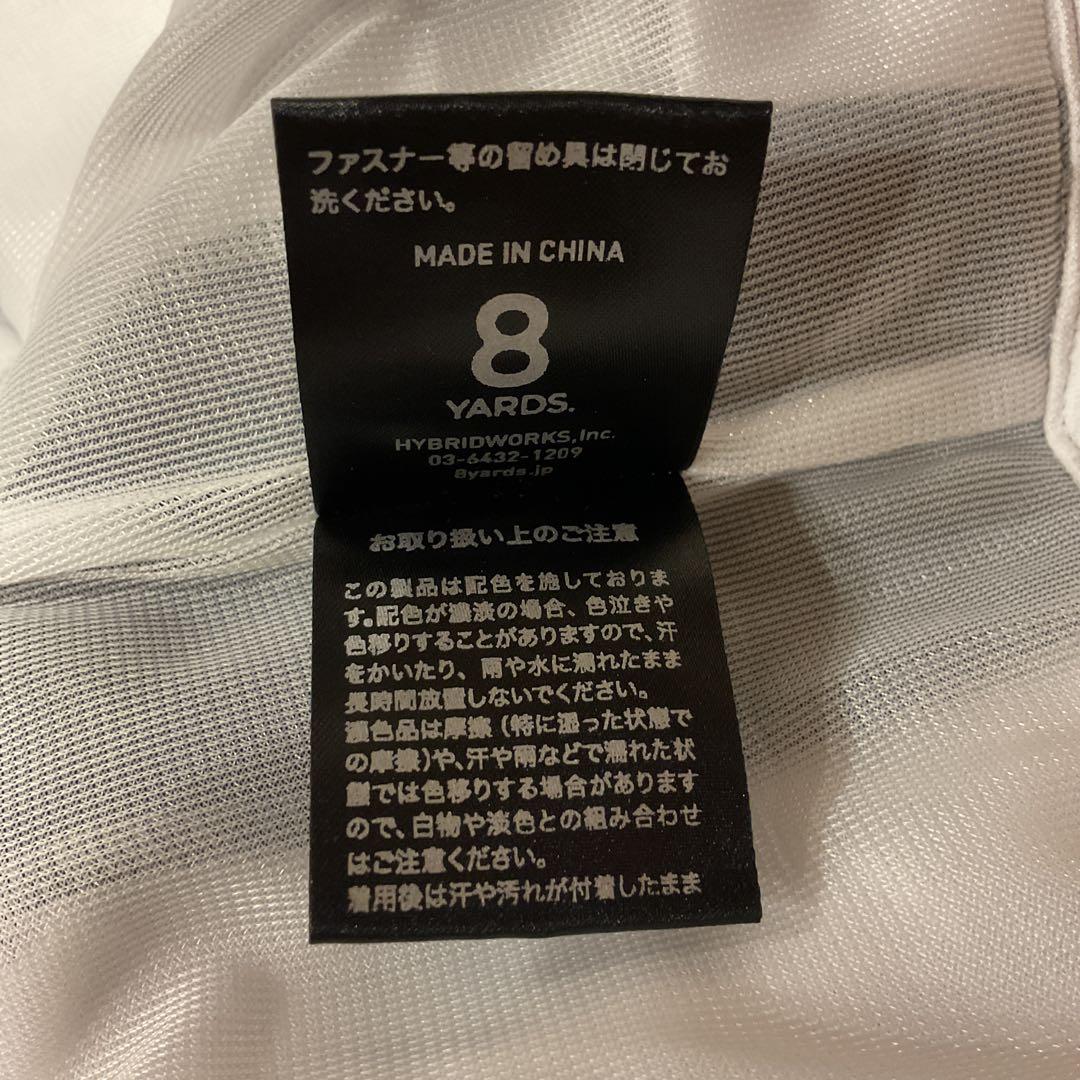 ファスナー等の留め具は閉じてお
洗ください。
MADE IN CHINA
8
YARDS.
HYBRIDWORKS,Inc.
03-6432-1209
8yards.jp
お取り扱い上のご注意
この製品は配色を施しておりま
す。配色が濃淡の場合、色泣きや
色移りすることがありますので、汗
をかいたり、雨や水に濡れたまま
長時間放置しないでください。
濃色品は摩擦(特に湿った状態で
の摩擦)や、汗や雨などで濡れた状
態では色移りする場合があります
ので、白物や淡色との組み合わせ
はご注意ください。
着用後は汗や汚れが付着したまま